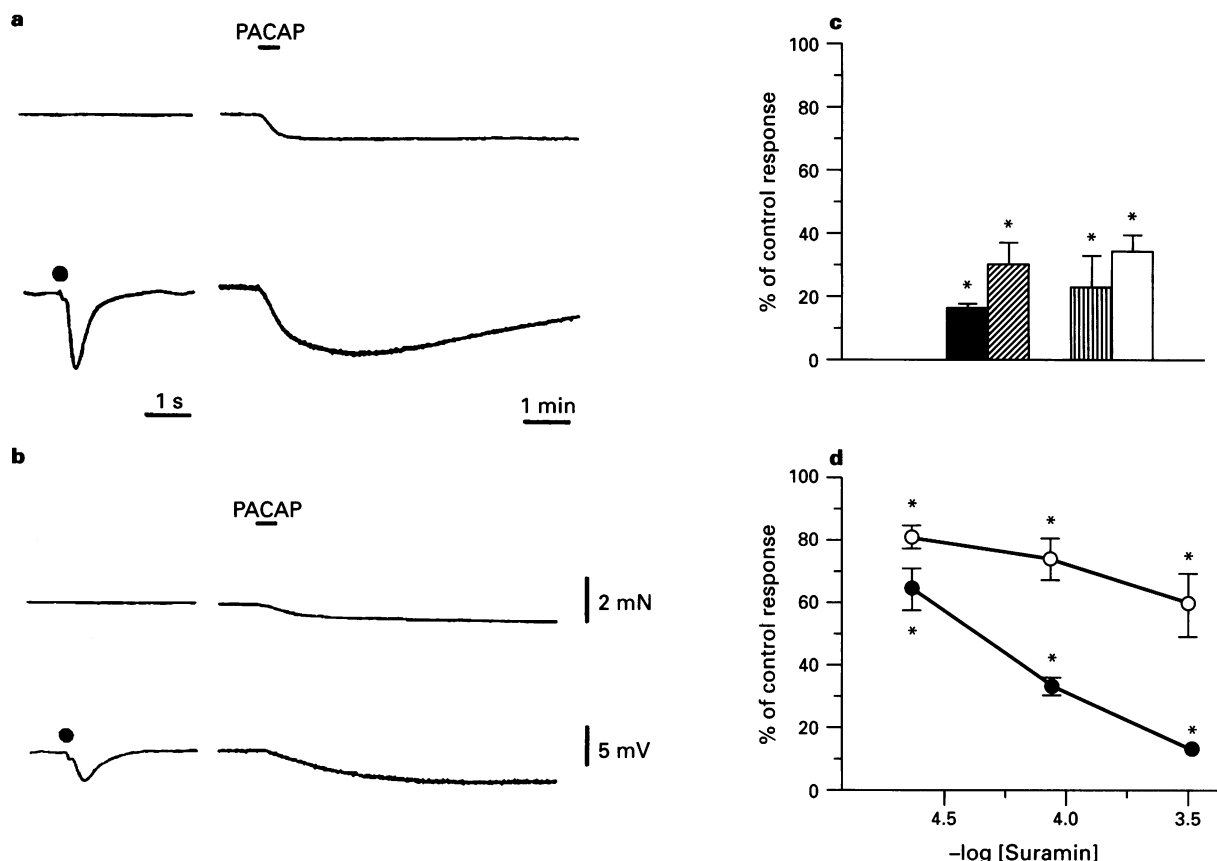 a
PACAP
1 s
1 min
b
PACAP
2 mN
5 mV
c
100
80
60
40
20
0
% of control response
* * * *
d
100
80
60
40
20
0
% of control response
* * *
* * *
4.5 4.0 3.5
–log [Suramin]